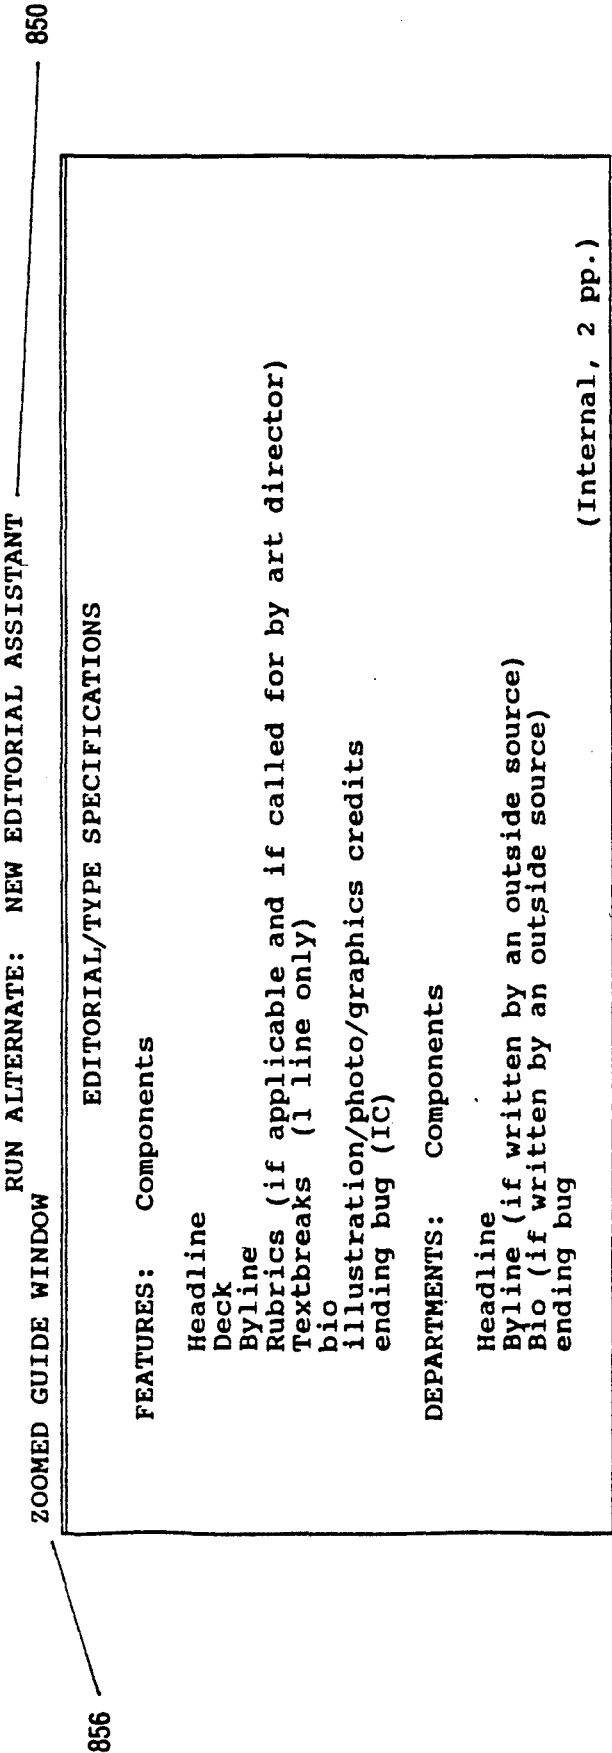 850
RUN ALTERNATE: NEW EDITORIAL ASSISTANT
ZOOMED GUIDE WINDOW
856
EDITORIAL/TYPE SPECIFICATIONS
FEATURES: Components
Headline
Deck
Byline
Rubrics (if applicable and if called for by art director)
Textbreaks (1 line only)
bio
illustration/photo/graphics credits
ending bug (IC)
DEPARTMENTS: Components
Headline
Byline (if written by an outside source)
Bio (if written by an outside source)
ending bug
(Internal, 2 pp.)